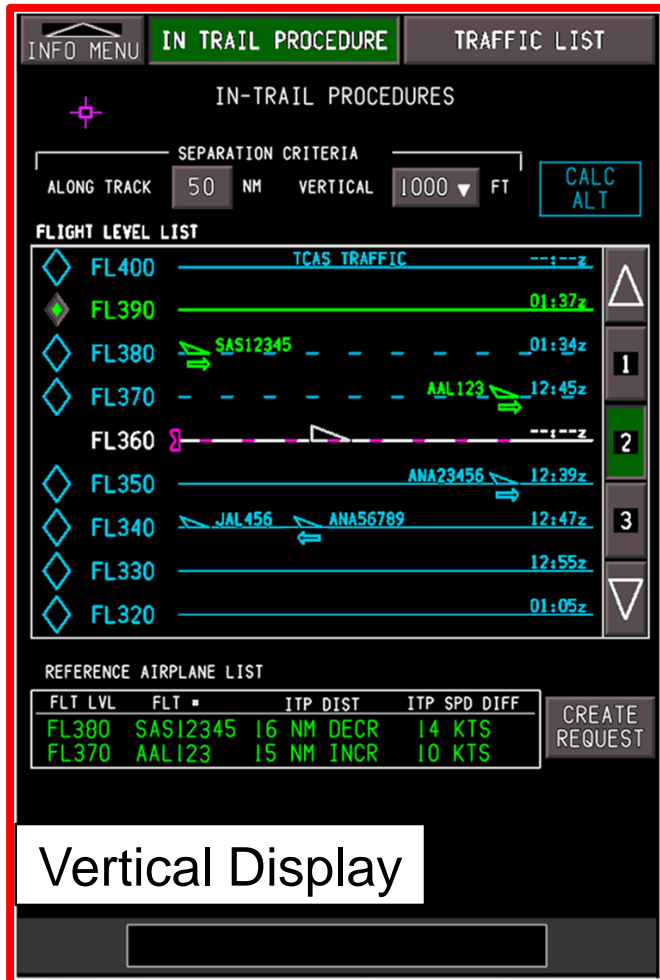 INFO MENU IN TRAIL PROCEDURE TRAFFIC LIST
IN-TRAIL PROCEDURES
SEPARATION CRITERIA
ALONG TRACK 50 NM VERTICAL 1000 ▼ FT
CALC
ALT
FLIGHT LEVEL LIST
FL400 TCAS TRAFFIC --:--z
FL390 01:37z
FL380 SAS12345 01:34z
1
FL370 AAL123 12:45z
FL360 --:--z
2
FL350 ANA23456 12:39z
FL340 JAL456 ANA56789 12:47z
3
FL330 12:55z
FL320 01:05z
REFERENCE AIRPLANE LIST
FLT LVL FLT # ITP DIST ITP SPD DIFF
FL380 SAS12345 16 NM DECR 14 KTS
FL370 AAL123 15 NM INCR 10 KTS
CREATE
REQUEST
Vertical Display